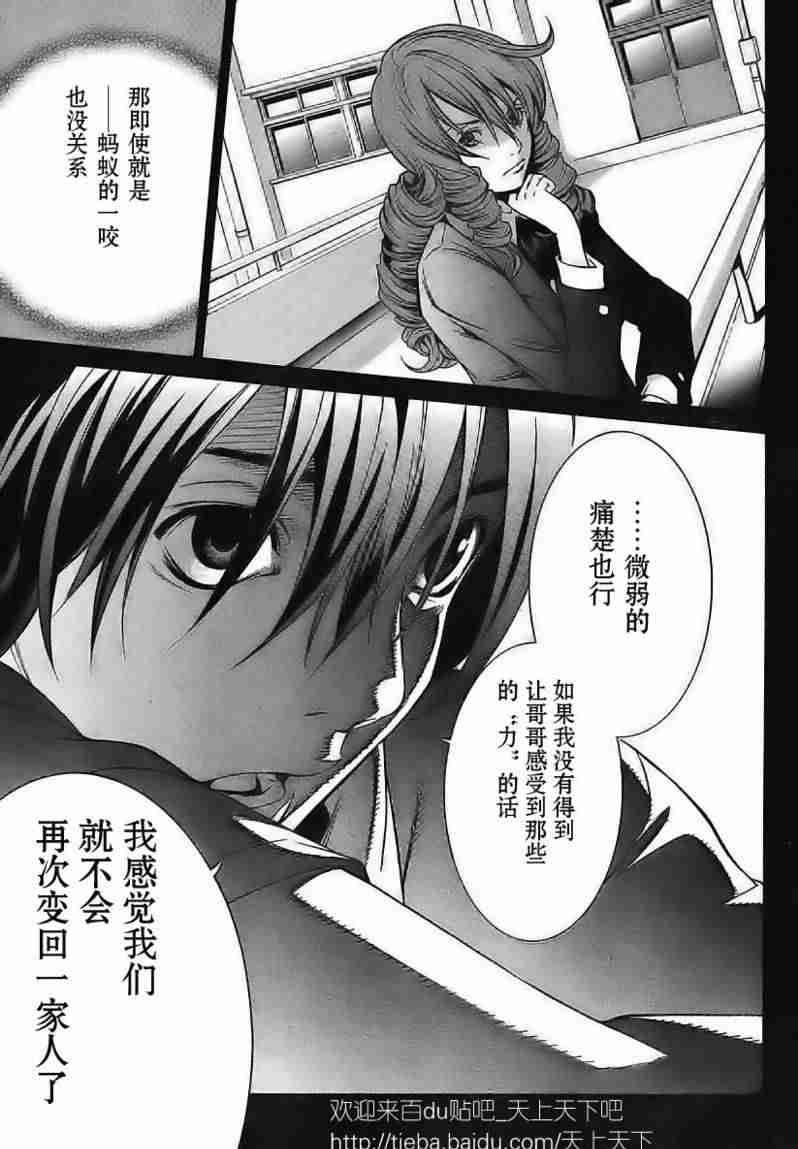 那即使就是
——蚂蚁的一咬
也没关系
……微弱的
痛楚也行
如果我没有得到
让哥哥感受到那些
的“力”的话
我感觉我们
就不会
再次变回一家人了
欢迎来百du贴吧_天上天下吧
http://tieba.baidu.com/天上天下